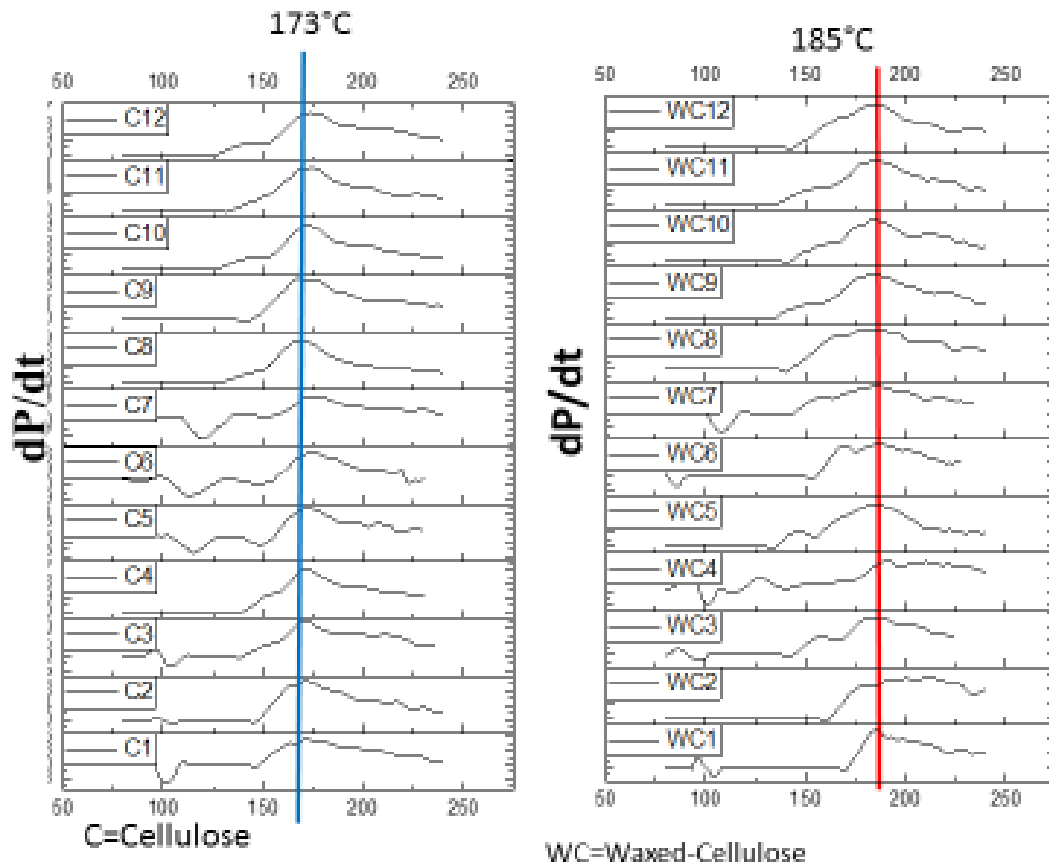 173°C
50 100 150 200 250
C12
C11
C10
C9
C8
C7
C6
C5
C4
C3
C2
C1
dP/dt
50 100 150 200 250
C=Cellulose
185°C
50 100 150 200 250
WC12
WC11
WC10
WC9
WC8
WC7
WC6
WC5
WC4
WC3
WC2
WC1
dP/dt
50 100 150 200 250
WC=Waxed-Cellulose